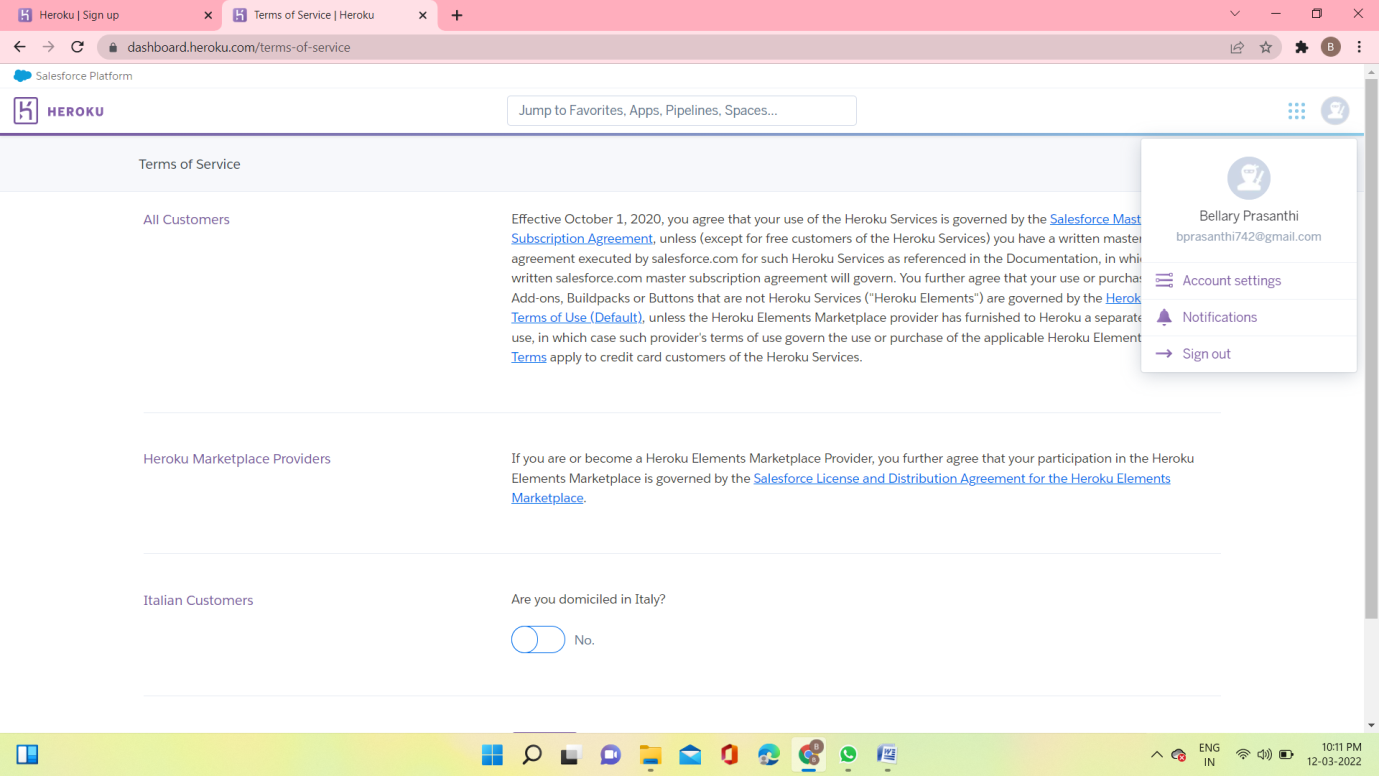 Heroku | Sign up
Terms of Service | Heroku
dashboard.heroku.com/terms-of-service
B
Salesforce Platform
HEROKU
Jump to Favorites, Apps, Pipelines, Spaces...
Terms of Service
Bellary Prasanthi
bprasanthi742@gmail.com
Account settings
Notifications
Sign out
All Customers
Effective October 1, 2020, you agree that your use of the Heroku Services is governed by the Salesforce Mast
Subscription Agreement, unless (except for free customers of the Heroku Services) you have a written master
agreement executed by salesforce.com for such Heroku Services as referenced in the Documentation, in whi
written salesforce.com master subscription agreement will govern. You further agree that your use or purcha
Add-ons, Buildpacks or Buttons that are not Heroku Services ("Heroku Elements") are governed by the Herok
Terms of Use (Default), unless the Heroku Elements Marketplace provider has furnished to Heroku a separate
use, in which case such provider's terms of use govern the use or purchase of the applicable Heroku Element
Terms apply to credit card customers of the Heroku Services.
Heroku Marketplace Providers
If you are or become a Heroku Elements Marketplace Provider, you further agree that your participation in the Heroku
Elements Marketplace is governed by the Salesforce License and Distribution Agreement for the Heroku Elements
Marketplace.
Italian Customers
Are you domiciled in Italy?
No.
B
ENG
IN
10:11 PM
12-03-2022